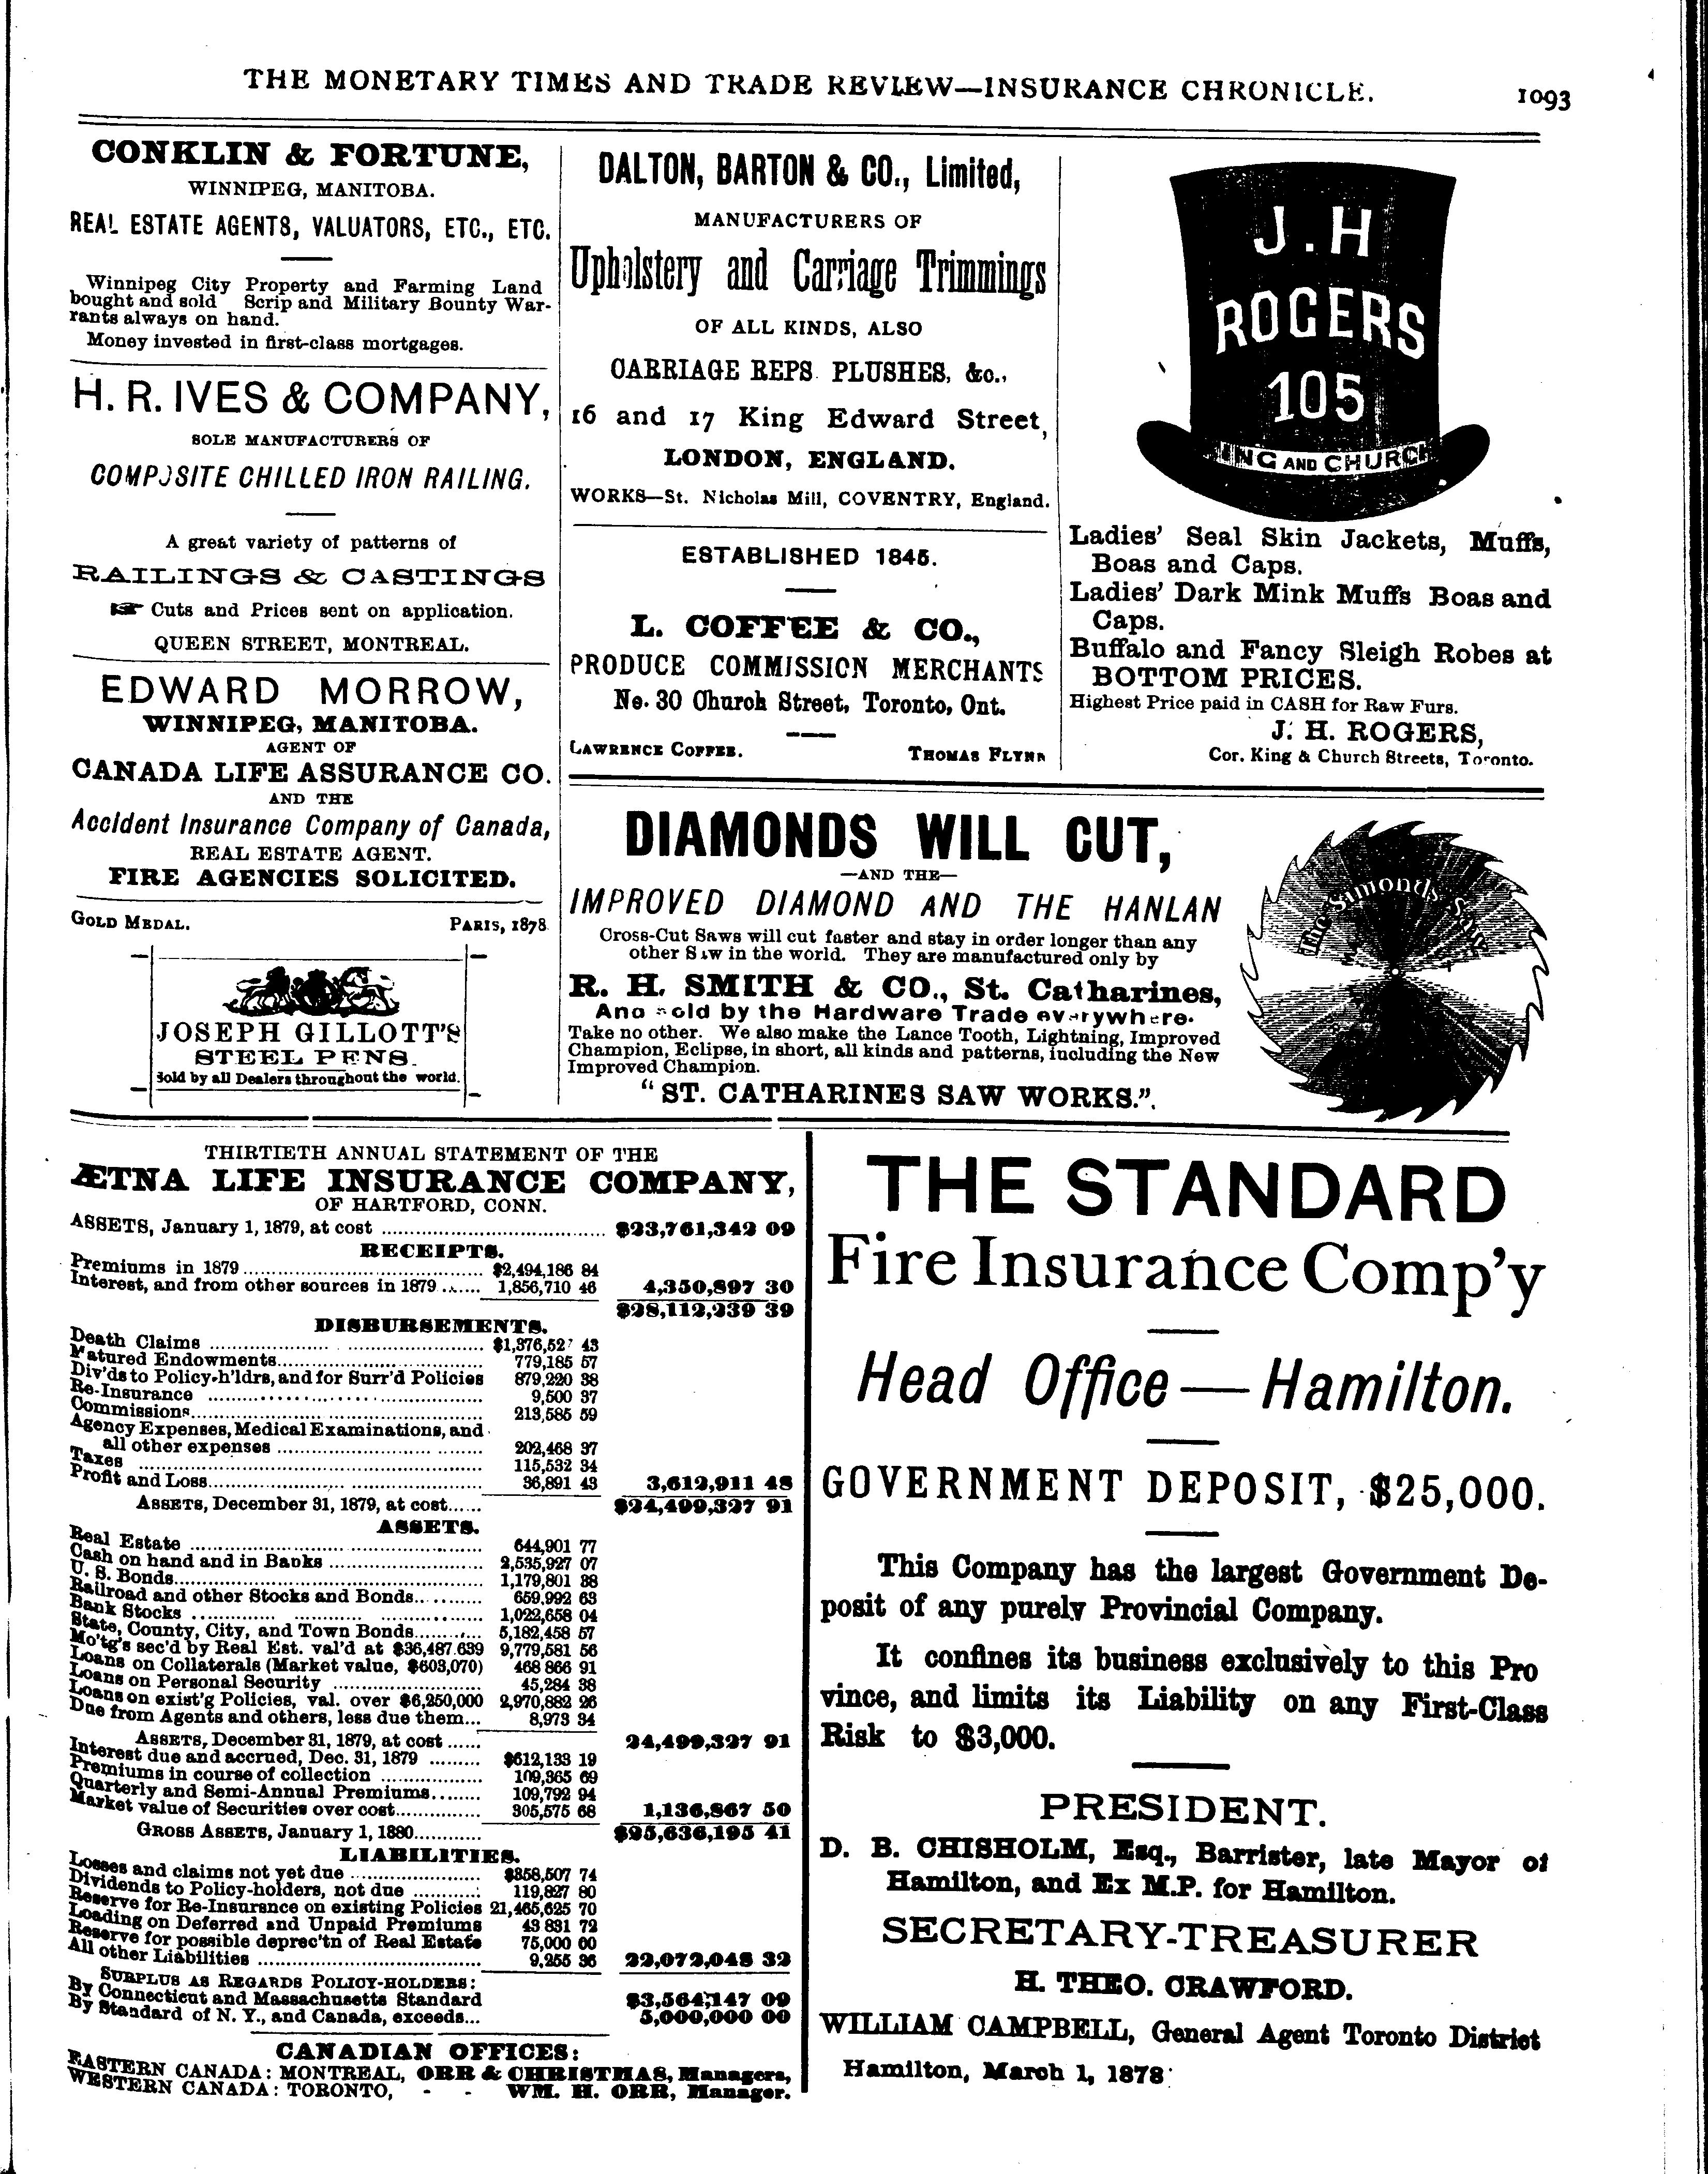 THE MONETARY TIMES AND TRADE REVIEW—INSURANCE CHRONICLE.
1093
CONKLIN & FORTUNE,
WINNIPEG, MANITOBA.
REAL ESTATE AGENTS, VALUATORS, ETC., ETC.
Winnipeg City Property and Farming Land
bought and sold Scrip and Military Bounty War-
rants always on hand.
Money invested in first-class mortgages.
H. R. IVES & COMPANY,
SOLE MANUFACTURERS OF
COMPOSITE CHILLED IRON RAILING.
A great variety of patterns of
RAILINGS & CASTINGS
☞ Cuts and Prices sent on application.
QUEEN STREET, MONTREAL.
EDWARD MORROW,
WINNIPEG, MANITOBA.
AGENT OF
CANADA LIFE ASSURANCE CO.
AND THE
Accident Insurance Company of Canada,
REAL ESTATE AGENT.
FIRE AGENCIES SOLICITED.
GOLD MEDAL. PARIS, 1878
JOSEPH GILLOTT'S
STEEL PENS.
Sold by all Dealers throughout the world.
DALTON, BARTON & CO., Limited,
MANUFACTURERS OF
Upholstery and Carriage Trimmings
OF ALL KINDS, ALSO
CARRIAGE REPS PLUSHES, &c.,
16 and 17 King Edward Street,
LONDON, ENGLAND.
WORKS—St. Nicholas Mill, COVENTRY, England.
ESTABLISHED 1845.
L. COFFEE & CO.,
PRODUCE COMMISSION MERCHANTS
No. 30 Church Street, Toronto, Ont.
LAWRENCE COFFEE. THOMAS FLYNN
J. H
ROGERS
105
KING AND CHURCH
Ladies' Seal Skin Jackets, Muffs,
Boas and Caps.
Ladies' Dark Mink Muffs Boas and
Caps.
Buffalo and Fancy Sleigh Robes at
BOTTOM PRICES.
Highest Price paid in CASH for Raw Furs.
J. H. ROGERS,
Cor. King & Church Streets, Toronto.
DIAMONDS WILL CUT,
—AND THE—
IMPROVED DIAMOND AND THE HANLAN
Cross-Cut Saws will cut faster and stay in order longer than any
other Saw in the world. They are manufactured only by
R. H. SMITH & CO., St. Catharines,
And sold by the Hardware Trade everywhere.
Take no other. We also make the Lance Tooth, Lightning, Improved
Champion, Eclipse, in short, all kinds and patterns, including the New
Improved Champion.
"ST. CATHARINES SAW WORKS.".
The Simonds Saw
THIRTIETH ANNUAL STATEMENT OF THE
ÆTNA LIFE INSURANCE COMPANY,
OF HARTFORD, CONN.
ASSETS, January 1, 1879, at cost ........ $23,761,342 09
RECEIPTS.
Premiums in 1879 ........ $2,494,186 84
Interest, and from other sources in 1879 ...... 1,856,710 46 4,350,897 30
$28,112,239 39
DISBURSEMENTS.
Death Claims ........ $1,376,527 43
Matured Endowments........ 779,185 57
Div'ds to Policy-h'ldrs, and for Surr'd Policies 879,220 38
Re-Insurance ........ 9,500 37
Commissions........ 213,585 59
Agency Expenses, Medical Examinations, and
all other expenses ........ 202,468 37
Taxes ........ 115,532 34
Profit and Loss........ 36,891 43 3,612,911 48
ASSETS, December 31, 1879, at cost...... $24,499,327 91
ASSETS.
Real Estate ........ 644,901 77
Cash on hand and in Banks ........ 2,535,927 07
U. S. Bonds........ 1,179,801 88
Railroad and other Stocks and Bonds........ 659,992 63
Bank Stocks ........ 1,022,658 04
State, County, City, and Town Bonds........ 5,182,458 57
Mo'tg's sec'd by Real Est. val'd at $36,487.639 9,779,581 56
Loans on Collaterals (Market value, $603,070) 468 866 91
Loans on Personal Security ........ 45,284 38
Loans on exist'g Policies, val. over $6,250,000 2,970,882 26
Due from Agents and others, less due them... 8,973 34
ASSETS, December 31, 1879, at cost ...... 24,499,327 91
Interest due and accrued, Dec. 31, 1879 ........ $612,133 19
Premiums in course of collection ........ 109,365 69
Quarterly and Semi-Annual Premiums........ 109,792 94
Market value of Securities over cost........ 305,575 68 1,136,867 50
GROSS ASSETS, January 1, 1880........ $25,636,195 41
LIABILITIES.
Losses and claims not yet due ........ $358,507 74
Dividends to Policy-holders, not due ........ 119,827 80
Reserve for Re-Insurance on existing Policies 21,465,625 70
Loading on Deferred and Unpaid Premiums 43 831 72
Reserve for possible deprec'tn of Real Estate 75,000 00
All other Liabilities ........ 9,255 36 22,072,048 32
SURPLUS AS REGARDS POLICY-HOLDERS:
By Connecticut and Massachusetts Standard $3,564,147 09
By Standard of N. Y., and Canada, exceeds... 5,000,000 00
CANADIAN OFFICES:
EASTERN CANADA: MONTREAL, ORR & CHRISTMAS, Managers,
WESTERN CANADA: TORONTO, - - WM. H. ORR, Manager.
THE STANDARD
Fire Insurance Comp'y
Head Office—Hamilton.
GOVERNMENT DEPOSIT, $25,000.
This Company has the largest Government De-
posit of any purely Provincial Company.
It confines its business exclusively to this Pro
vince, and limits its Liability on any First-Class
Risk to $3,000.
PRESIDENT.
D. B. CHISHOLM, Esq., Barrister, late Mayor of
Hamilton, and Ex M.P. for Hamilton.
SECRETARY-TREASURER
H. THEO. CRAWFORD.
WILLIAM CAMPBELL, General Agent Toronto District
Hamilton, March 1, 1878